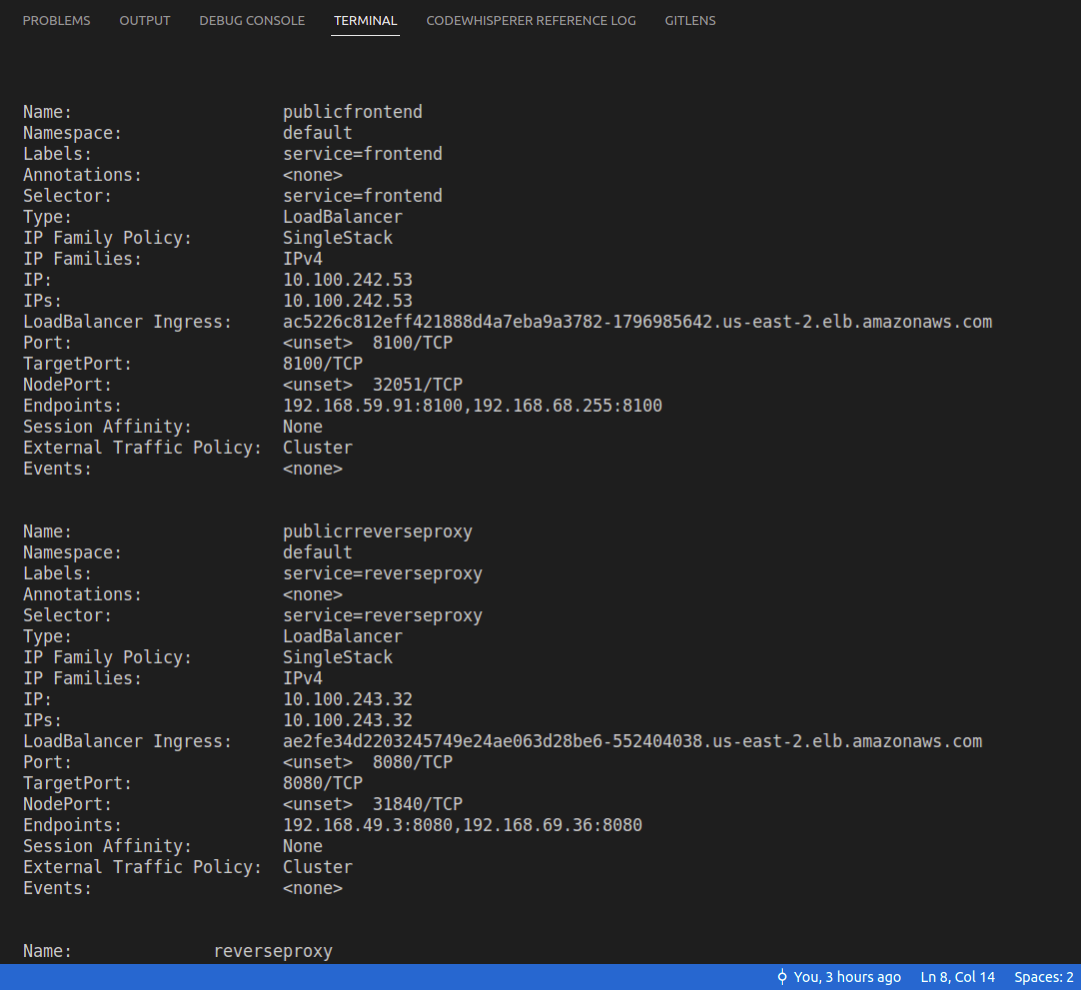 PROBLEMS OUTPUT DEBUG CONSOLE TERMINAL CODEWHISPERER REFERENCE LOG GITLENS
Name: publicfrontend
Namespace: default
Labels: service=frontend
Annotations: <none>
Selector: service=frontend
Type: LoadBalancer
IP Family Policy: SingleStack
IP Families: IPv4
IP: 10.100.242.53
IPs: 10.100.242.53
LoadBalancer Ingress: ac5226c812eff421888d4a7eba9a3782-1796985642.us-east-2.elb.amazonaws.com
Port: <unset> 8100/TCP
TargetPort: 8100/TCP
NodePort: <unset> 32051/TCP
Endpoints: 192.168.59.91:8100,192.168.68.255:8100
Session Affinity: None
External Traffic Policy: Cluster
Events: <none>
Name: publicrreverseproxy
Namespace: default
Labels: service=reverseproxy
Annotations: <none>
Selector: service=reverseproxy
Type: LoadBalancer
IP Family Policy: SingleStack
IP Families: IPv4
IP: 10.100.243.32
IPs: 10.100.243.32
LoadBalancer Ingress: ae2fe34d2203245749e24ae063d28be6-552404038.us-east-2.elb.amazonaws.com
Port: <unset> 8080/TCP
TargetPort: 8080/TCP
NodePort: <unset> 31840/TCP
Endpoints: 192.168.49.3:8080,192.168.69.36:8080
Session Affinity: None
External Traffic Policy: Cluster
Events: <none>
Name: reverseproxy
You, 3 hours ago Ln 8, Col 14 Spaces: 2